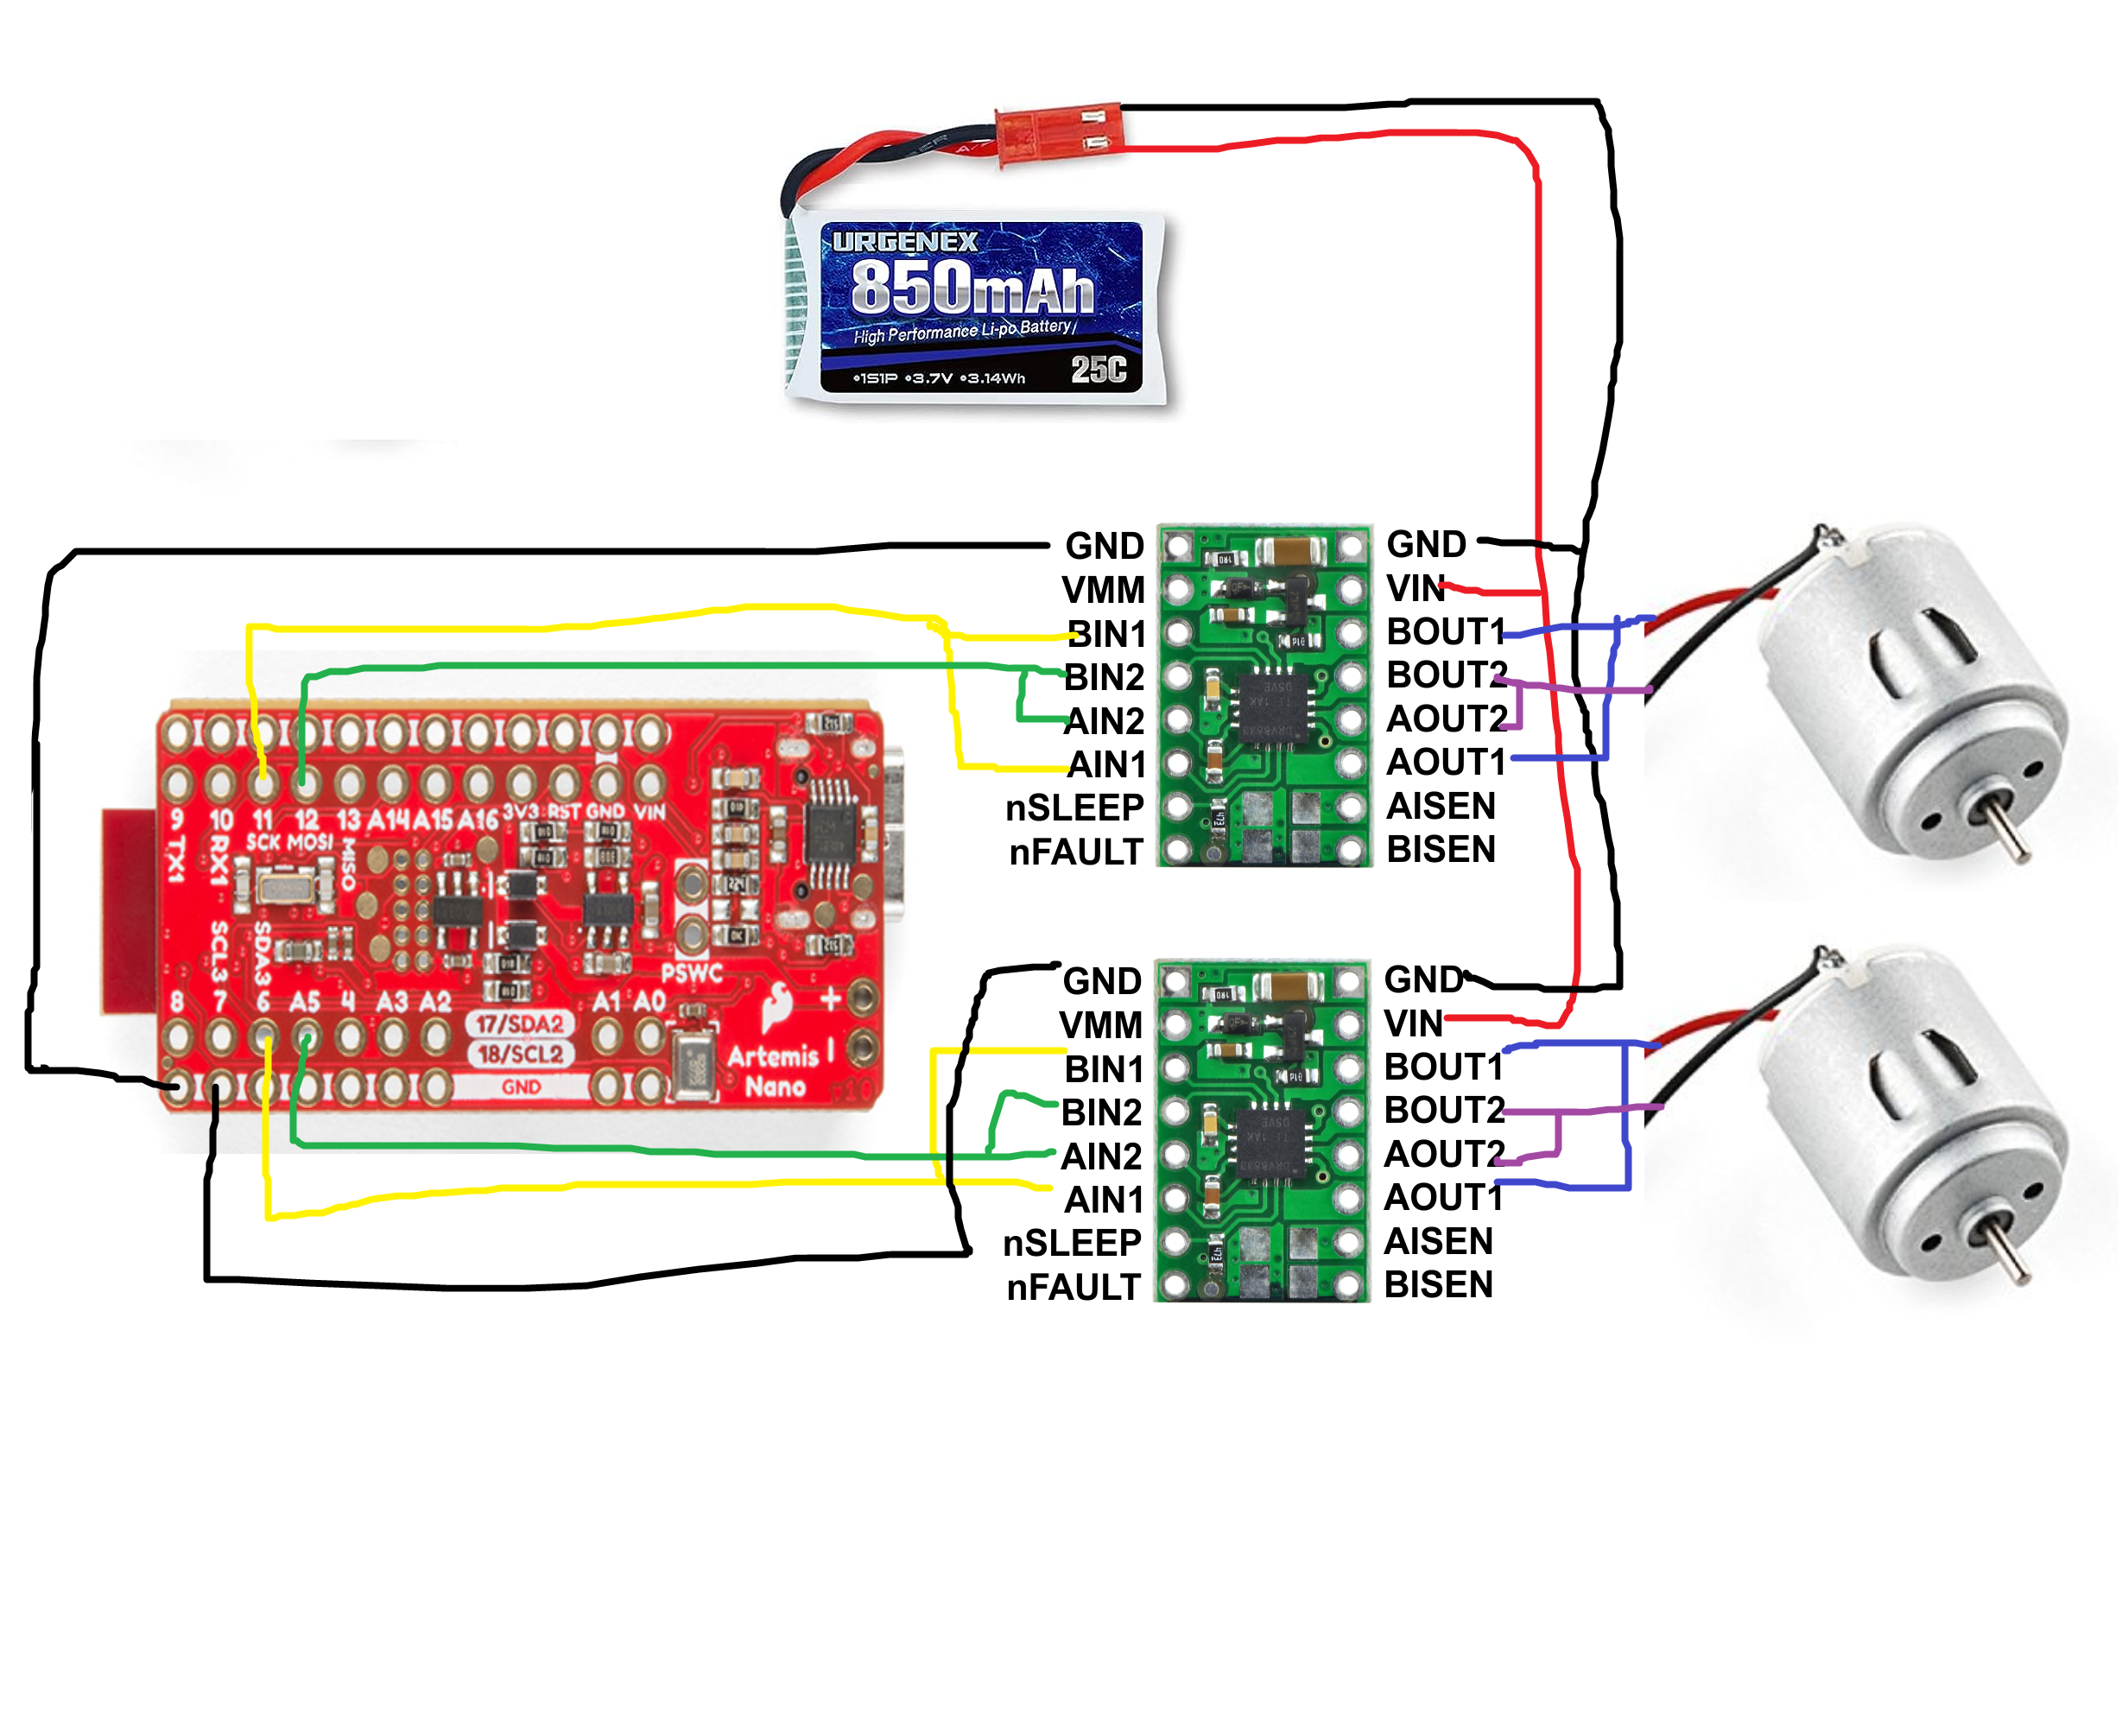 URGENEX
850mAh
High Performance Li-po Battery
•1S1P •3.7V •3.14Wh
25C
GND
VMM
BIN1
BIN2
AIN2
AIN1
nSLEEP
nFAULT
GND
VIN
BOUT1
BOUT2
AOUT2
AOUT1
AISEN
BISEN
9 10 11 12 13 A14 A15 A16 3V3 RST GND VIN
TX1 RX1 SCK MOSI MISO
SCL3 SDA3
8 7 6 A5 4 A3 A2 A1 A0
PSWC
17/SDA2
18/SCL2
GND
Artemis
Nano
+
-
v10
GND
VMM
BIN1
BIN2
AIN2
AIN1
nSLEEP
nFAULT
GND
VIN
BOUT1
BOUT2
AOUT2
AOUT1
AISEN
BISEN